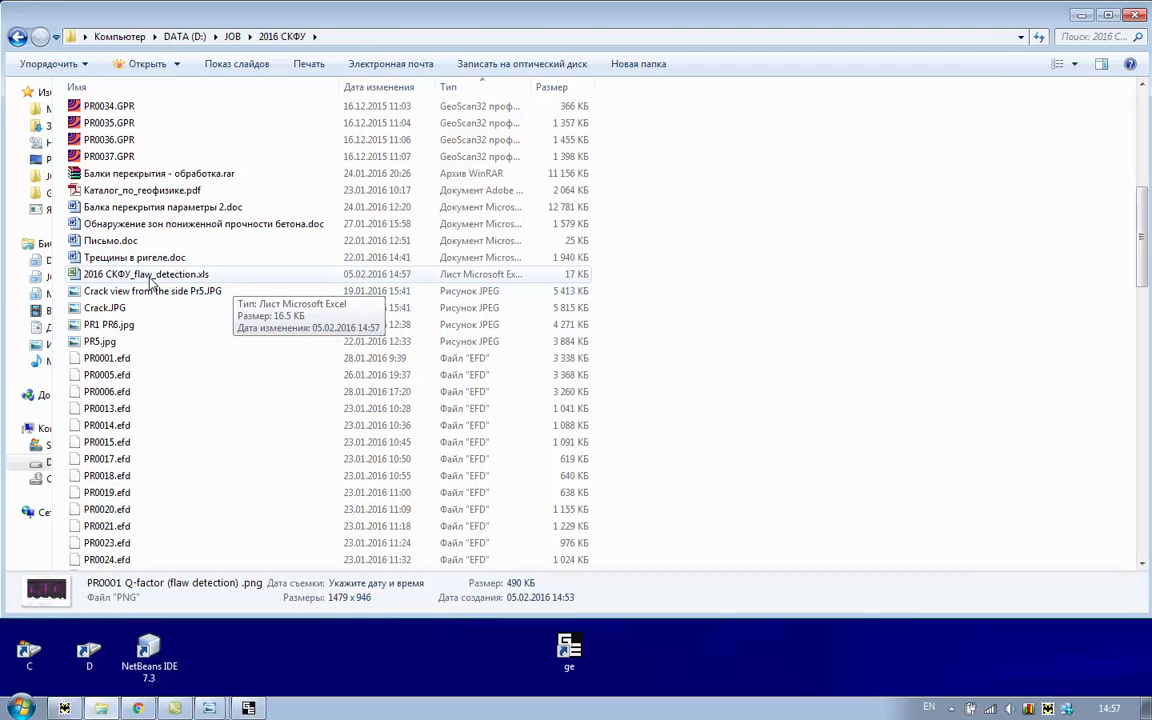 Компьютер ▸ DATA (D:) ▸ JOB ▸ 2016 СКФУ ▸ Поиск: 2016 С...
Упорядочить Открыть Показ слайдов Печать Электронная почта Записать на оптический диск Новая папка
Имя Дата изменения Тип Размер
PR0034.GPR 16.12.2015 11:03 GeoScan32 проф... 366 КБ
PR0035.GPR 16.12.2015 11:04 GeoScan32 проф... 1 357 КБ
PR0036.GPR 16.12.2015 11:06 GeoScan32 проф... 1 455 КБ
PR0037.GPR 16.12.2015 11:07 GeoScan32 проф... 1 398 КБ
Балки перекрытия - обработка.rar 24.01.2016 20:26 Архив WinRAR 11 156 КБ
Каталог_по_геофизике.pdf 23.01.2016 10:17 Документ Adobe ... 2 064 КБ
Балка перекрытия параметры 2.doc 24.01.2016 12:20 Документ Micros... 12 781 КБ
Обнаружение зон пониженной прочности бетона.doc 27.01.2016 15:58 Документ Micros... 1 579 КБ
Письмо.doc 22.01.2016 12:51 Документ Micros... 25 КБ
Трещины в ригеле.doc 22.01.2016 14:41 Документ Micros... 1 940 КБ
2016 СКФУ_flaw_detection.xls 05.02.2016 14:57 Лист Microsoft Ex... 17 КБ
Crack view from the side Pr5.JPG 19.01.2016 15:41 Рисунок JPEG 5 413 КБ
Crack.JPG 15:41 Рисунок JPEG 5 815 КБ
PR1 PR6.jpg 12:38 Рисунок JPEG 4 271 КБ
PR5.jpg 22.01.2016 12:33 Рисунок JPEG 3 884 КБ
Тип: Лист Microsoft Excel
Размер: 16.5 КБ
Дата изменения: 05.02.2016 14:57
PR0001.efd 28.01.2016 9:39 Файл "EFD" 3 338 КБ
PR0005.efd 26.01.2016 19:37 Файл "EFD" 3 368 КБ
PR0006.efd 28.01.2016 17:20 Файл "EFD" 3 260 КБ
PR0013.efd 23.01.2016 10:28 Файл "EFD" 1 041 КБ
PR0014.efd 23.01.2016 10:36 Файл "EFD" 1 088 КБ
PR0015.efd 23.01.2016 10:45 Файл "EFD" 1 091 КБ
PR0017.efd 23.01.2016 10:50 Файл "EFD" 619 КБ
PR0018.efd 23.01.2016 10:55 Файл "EFD" 640 КБ
PR0019.efd 23.01.2016 11:00 Файл "EFD" 638 КБ
PR0020.efd 23.01.2016 11:09 Файл "EFD" 1 155 КБ
PR0021.efd 23.01.2016 11:18 Файл "EFD" 1 229 КБ
PR0023.efd 23.01.2016 11:24 Файл "EFD" 976 КБ
PR0024.efd 23.01.2016 11:32 Файл "EFD" 1 024 КБ
PR0001 Q-factor (flaw detection) .png Дата съемки: Укажите дату и время Размер: 490 КБ
Файл "PNG" Размеры: 1479 x 946 Дата создания: 05.02.2016 14:53
C D NetBeans IDE
7.3
ge
EN 14:57